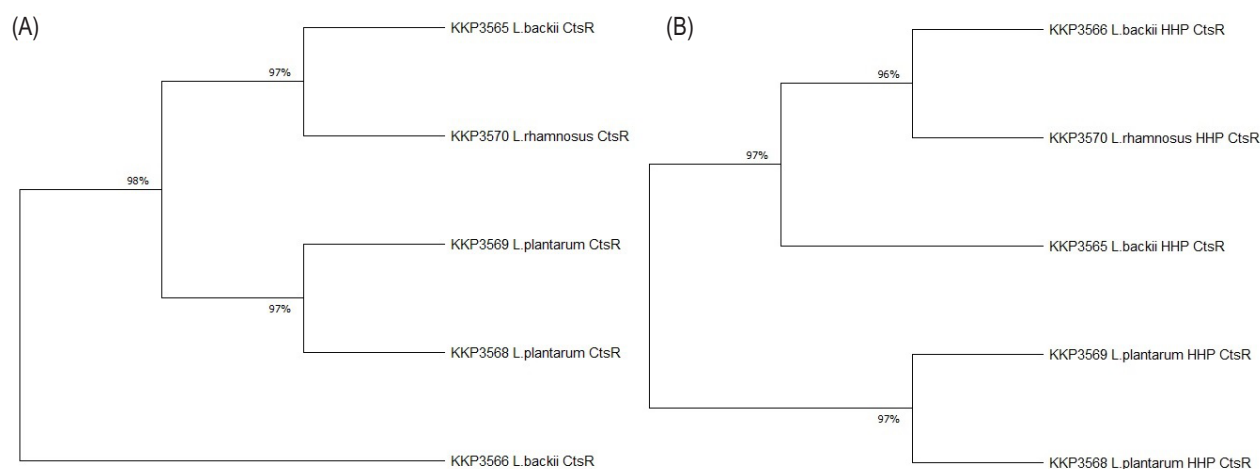 (A)
KKP3565 L.backii CtsR
97%
KKP3570 L.rhamnosus CtsR
98%
KKP3569 L.plantarum CtsR
97%
KKP3568 L.plantarum CtsR
KKP3566 L.backii CtsR
(B)
KKP3566 L.backii HHP CtsR
96%
KKP3570 L.rhamnosus HHP CtsR
97%
KKP3565 L.backii HHP CtsR
KKP3569 L.plantarum HHP CtsR
97%
KKP3568 L.plantarum HHP CtsR